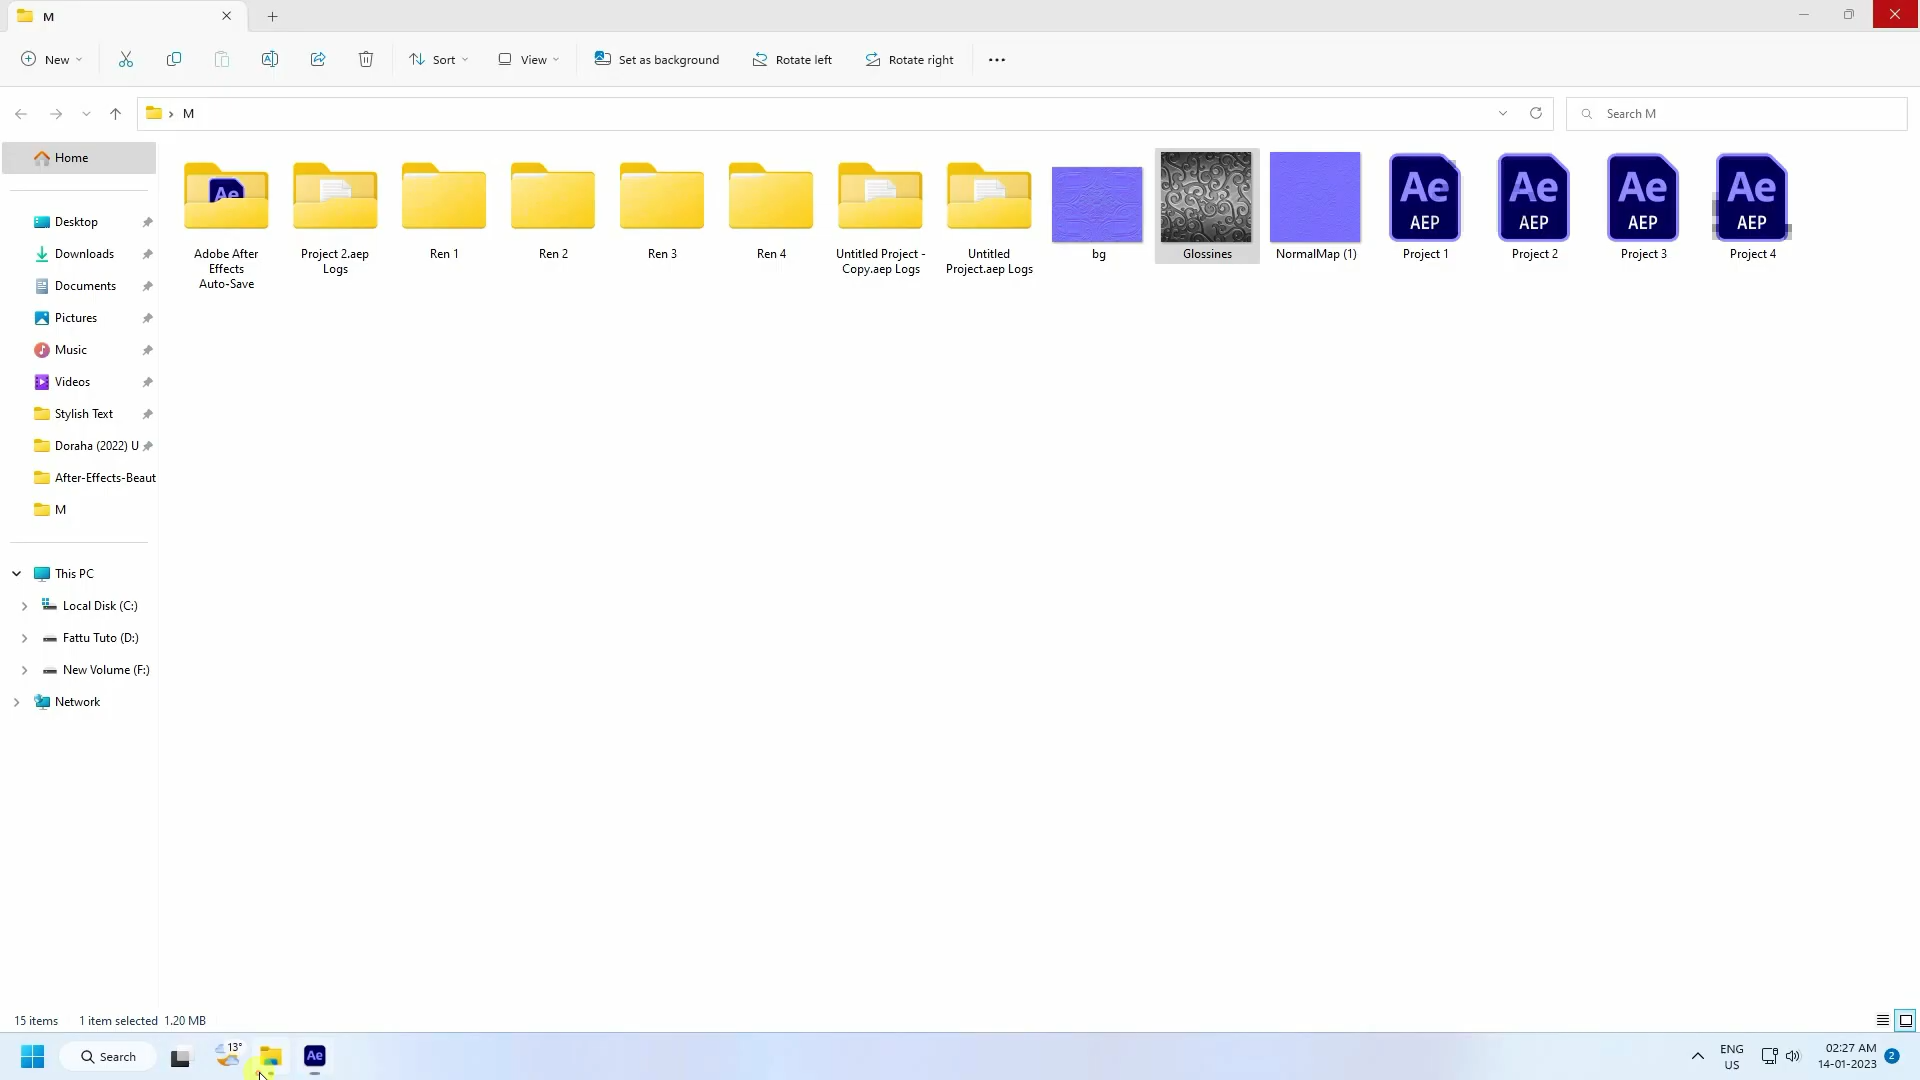 M
New
Sort
View
Set as background
Rotate left
Rotate right
M
Search M
Home
Desktop
Downloads
Documents
Pictures
Music
Videos
Stylish Text
Doraha (2022) U
After-Effects-Beaut
M
This PC
Local Disk (C:)
Fattu Tuto (D:)
New Volume (F:)
Network
Ae
Adobe After
Effects
Auto-Save
Project 2.aep
Logs
Ren 1
Ren 2
Ren 3
Ren 4
Untitled Project -
Copy.aep Logs
Untitled
Project.aep Logs
bg
Glossines
NormalMap (1)
Ae
AEP
Project 1
Ae
AEP
Project 2
Ae
AEP
Project 3
Ae
AEP
Project 4
15 items
1 item selected 1.20 MB
Search
13°
Ae
ENG
US
02:27 AM
14-01-2023
2